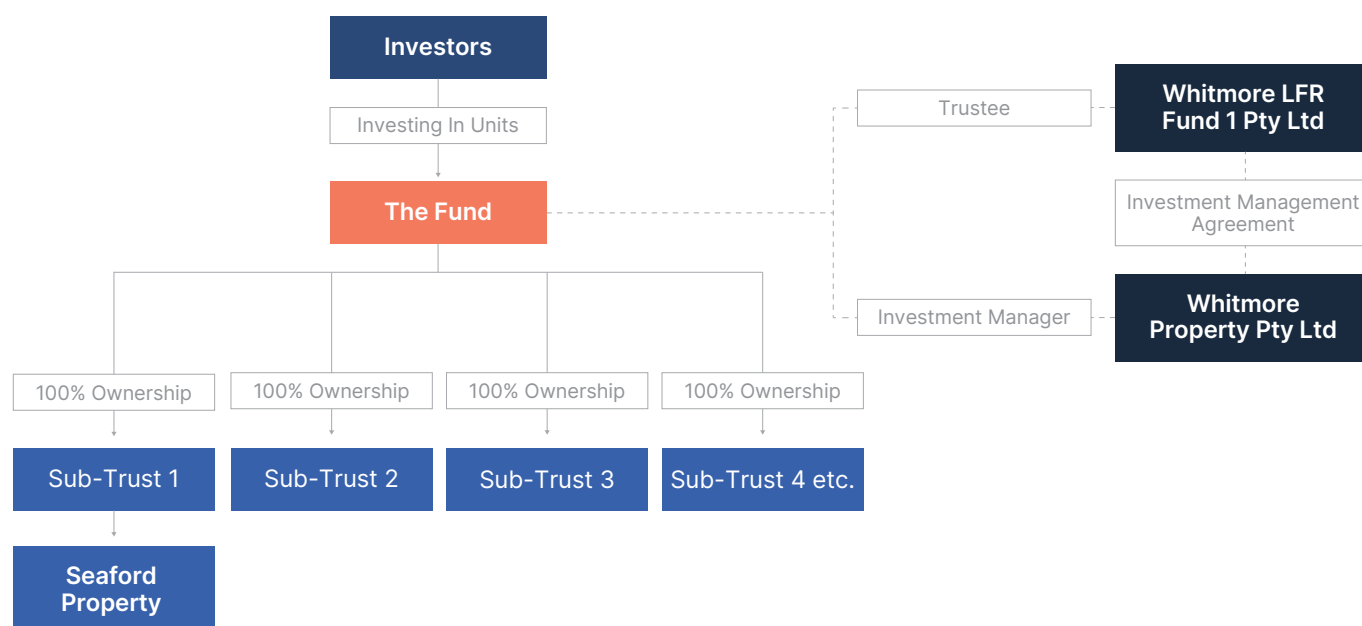 Investors
Investing In Units
The Fund
Trustee
Whitmore LFR
Fund 1 Pty Ltd
Investment Management
Agreement
Investment Manager
Whitmore
Property Pty Ltd
100% Ownership
100% Ownership
100% Ownership
100% Ownership
Sub-Trust 1
Sub-Trust 2
Sub-Trust 3
Sub-Trust 4 etc.
Seaford
Property